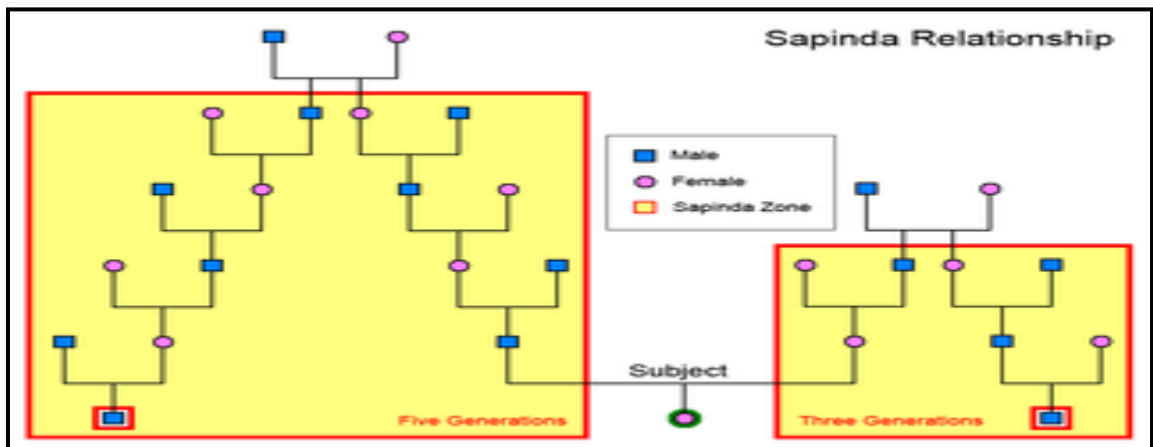 Sapinda Relationship
Male
Female
Sapinda Zone
Subject
Five Generations
Three Generations